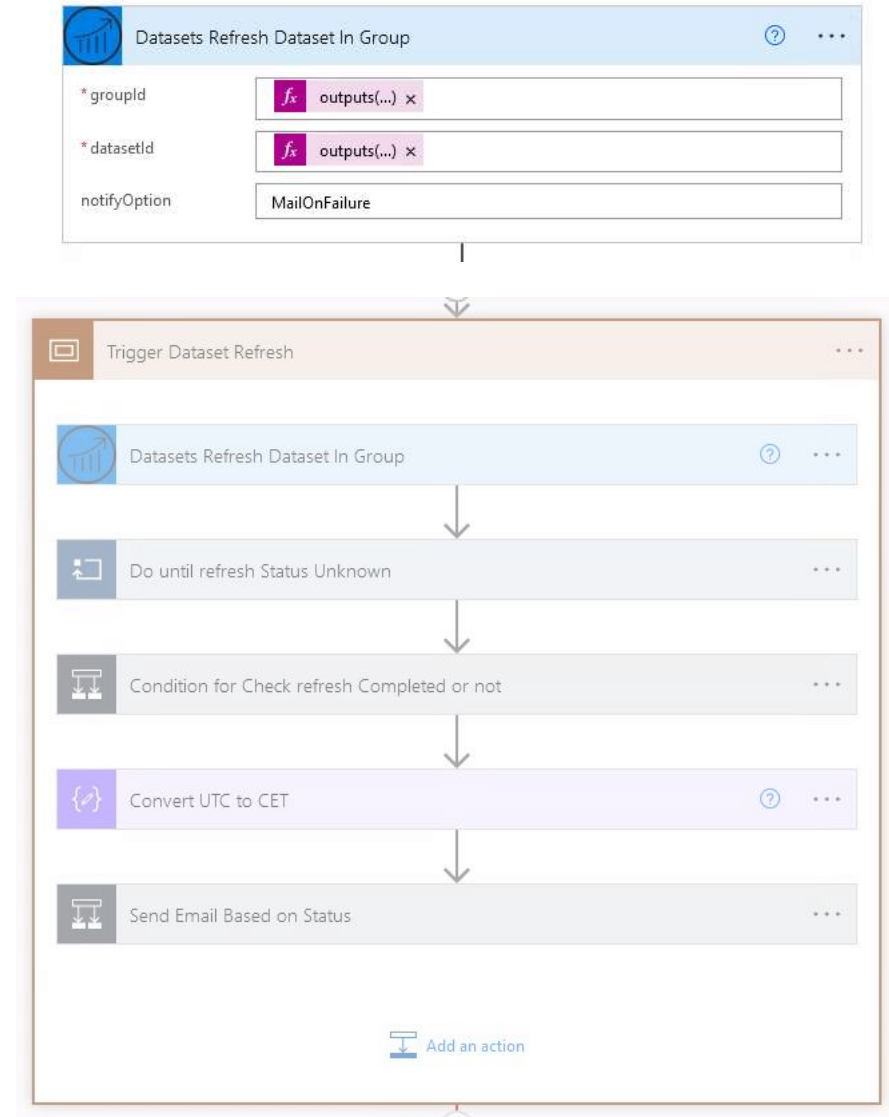 Datasets Refresh Dataset In Group
* groupId
fx outputs(...) ×
* datasetId
fx outputs(...) ×
notifyOption
MailOnFailure
Trigger Dataset Refresh
Datasets Refresh Dataset In Group
Do until refresh Status Unknown
Condition for Check refresh Completed or not
Convert UTC to CET
Send Email Based on Status
Add an action